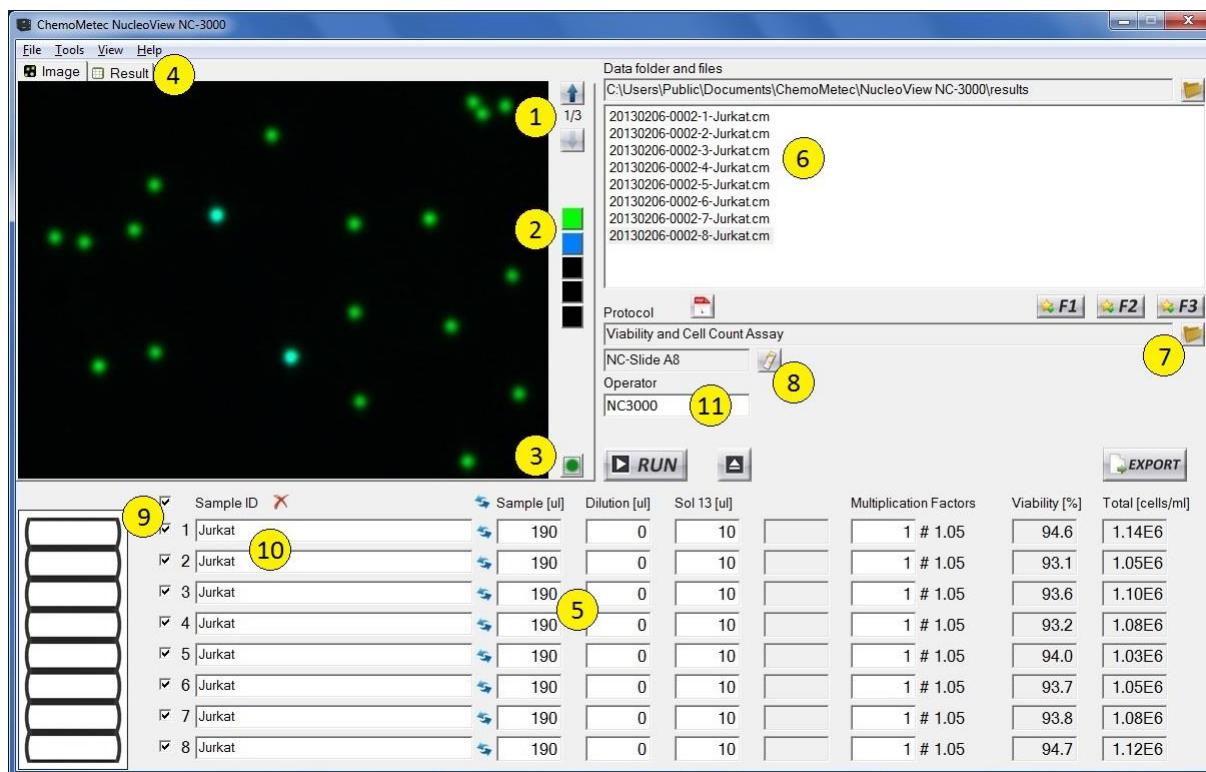 ChemoMetec NucleoView NC-3000
File Tools View Help
Image Result 4
Data folder and files
C:\Users\Public\Documents\ChemoMetec\NucleoView NC-3000\results
1 1/3
20130206-0002-1-Jurkat.cm
20130206-0002-2-Jurkat.cm
20130206-0002-3-Jurkat.cm
20130206-0002-4-Jurkat.cm
20130206-0002-5-Jurkat.cm
20130206-0002-6-Jurkat.cm
20130206-0002-7-Jurkat.cm
20130206-0002-8-Jurkat.cm
6
2
Protocol F1 F2 F3
Viability and Cell Count Assay
7
NC-Slide A8
8
Operator
NC3000 11
3
RUN EXPORT
9 Sample ID Sample [ul] Dilution [ul] Sol 13 [ul] Multiplication Factors Viability [%] Total [cells/ml]
1 Jurkat 190 0 10 1 # 1.05 94.6 1.14E6
10
2 Jurkat 190 0 10 1 # 1.05 93.1 1.05E6
3 Jurkat 190 0 10 1 # 1.05 93.6 1.10E6
5
4 Jurkat 190 0 10 1 # 1.05 93.2 1.08E6
5 Jurkat 190 0 10 1 # 1.05 94.0 1.03E6
6 Jurkat 190 0 10 1 # 1.05 93.7 1.05E6
7 Jurkat 190 0 10 1 # 1.05 93.8 1.08E6
8 Jurkat 190 0 10 1 # 1.05 94.7 1.12E6